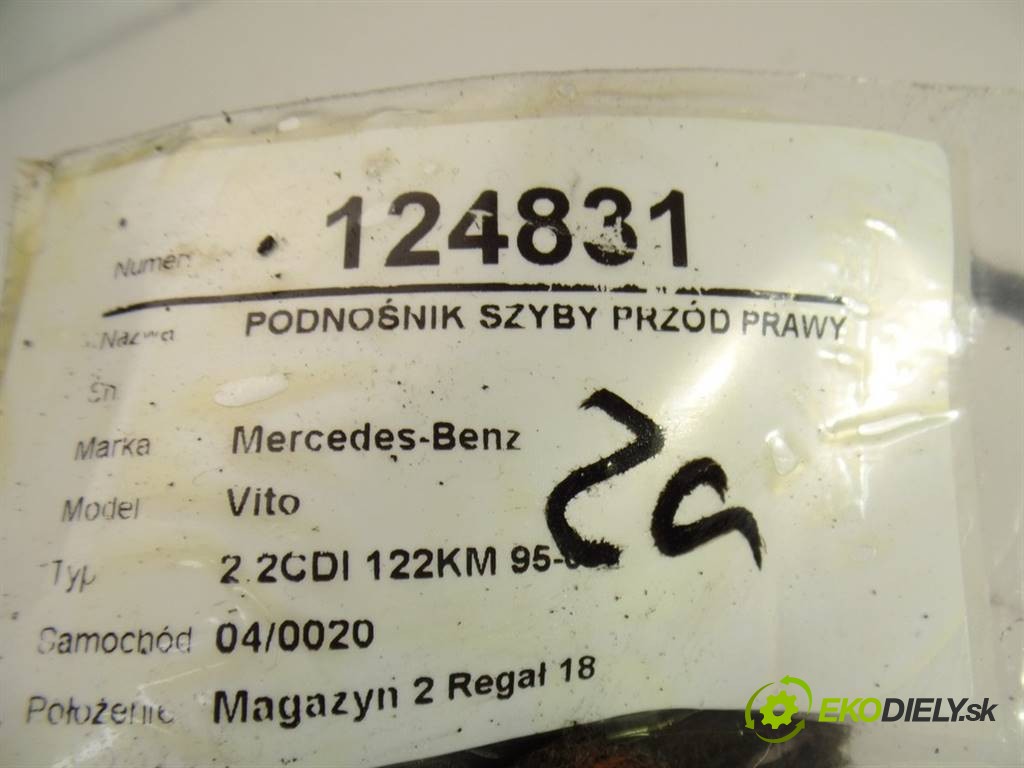 Numer 124831
Nazwa PODNOŚNIK SZYBY PRZÓD PRAWY
Sn
Marka Mercedes-Benz
Model Vito
Typ 2.2CDI 122KM 95-
Samochód 04/0020
Położenie Magazyn 2 Regał 18
EKODIELY.sk